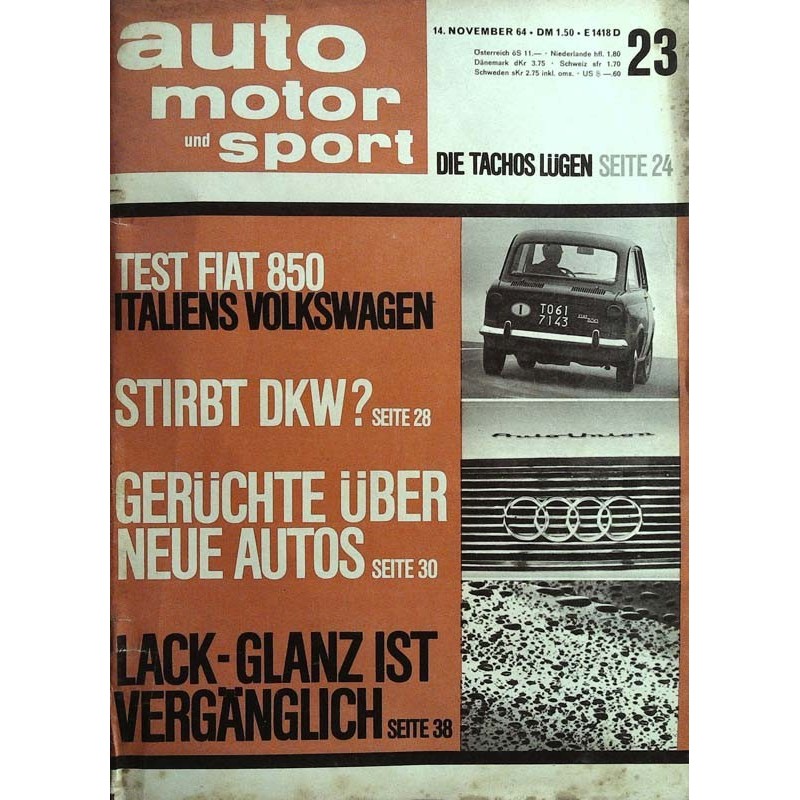 auto
motor
und sport
14. NOVEMBER 64 • DM 1.50 • E 1418 D
Österreich öS 11.— · Niederlande hfl. 1.80
Dänemark dKr 3.75 · Schweiz sfr 1.70
Schweden sKr 2.75 inkl. oms. · US $ —.60
23
DIE TACHOS LÜGEN SEITE 24
TEST FIAT 850
ITALIENS VOLKSWAGEN
I
TO61
7143
STIRBT DKW? SEITE 28
Auto Union
GERÜCHTE ÜBER
NEUE AUTOS SEITE 30
LACK-GLANZ IST
VERGÄNGLICH SEITE 38